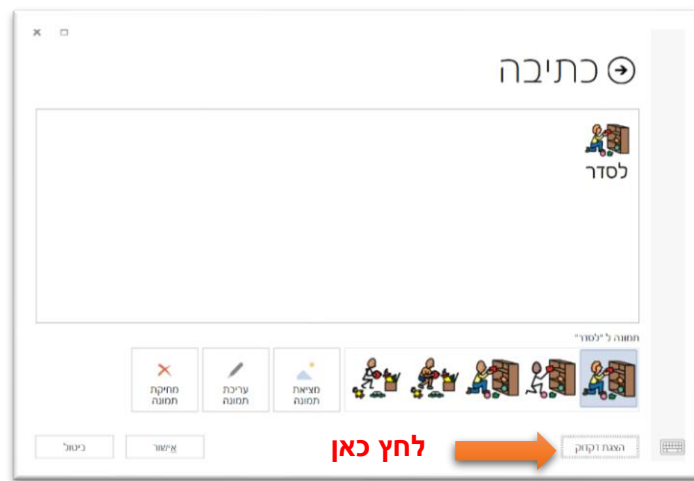 כתיבה
לסדר
תמונה ל "לסדר"
מציאת תמונה
עריכת תמונה
מחיקת תמונה
הצגת דקדוק
לחץ כאן
אישור
ביטול